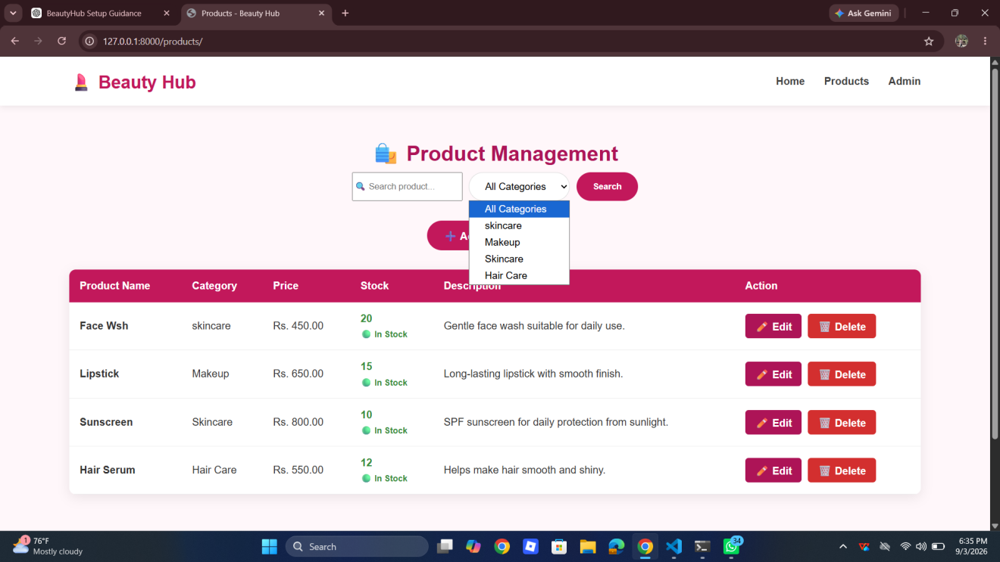 BeautyHub Setup Guidance
Products - Beauty Hub
Ask Gemini
127.0.0.1:8000/products/
Beauty Hub
Home Products Admin
Product Management
Search product...
All Categories
Search
All Categories
skincare
Makeup
Skincare
Hair Care
Product Name Category Price Stock Description Action
Face Wsh skincare Rs. 450.00 20 Gentle face wash suitable for daily use. Edit Delete
In Stock
Lipstick Makeup Rs. 650.00 15 Long-lasting lipstick with smooth finish. Edit Delete
In Stock
Sunscreen Skincare Rs. 800.00 10 SPF sunscreen for daily protection from sunlight. Edit Delete
In Stock
Hair Serum Hair Care Rs. 550.00 12 Helps make hair smooth and shiny. Edit Delete
In Stock
1
76°F
Mostly cloudy
Search
34
6:35 PM
9/3/2026